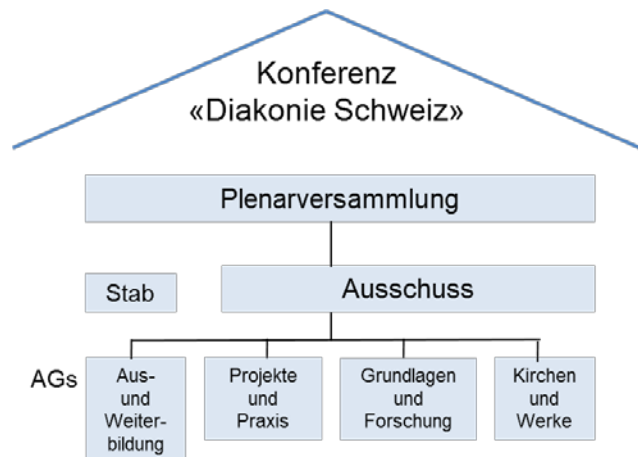 Konferenz
«Diakonie Schweiz»
Plenarversammlung
Stab
Ausschuss
AGs
Aus-
und
Weiter-
bildung
Projekte
und
Praxis
Grundlagen
und
Forschung
Kirchen
und
Werke